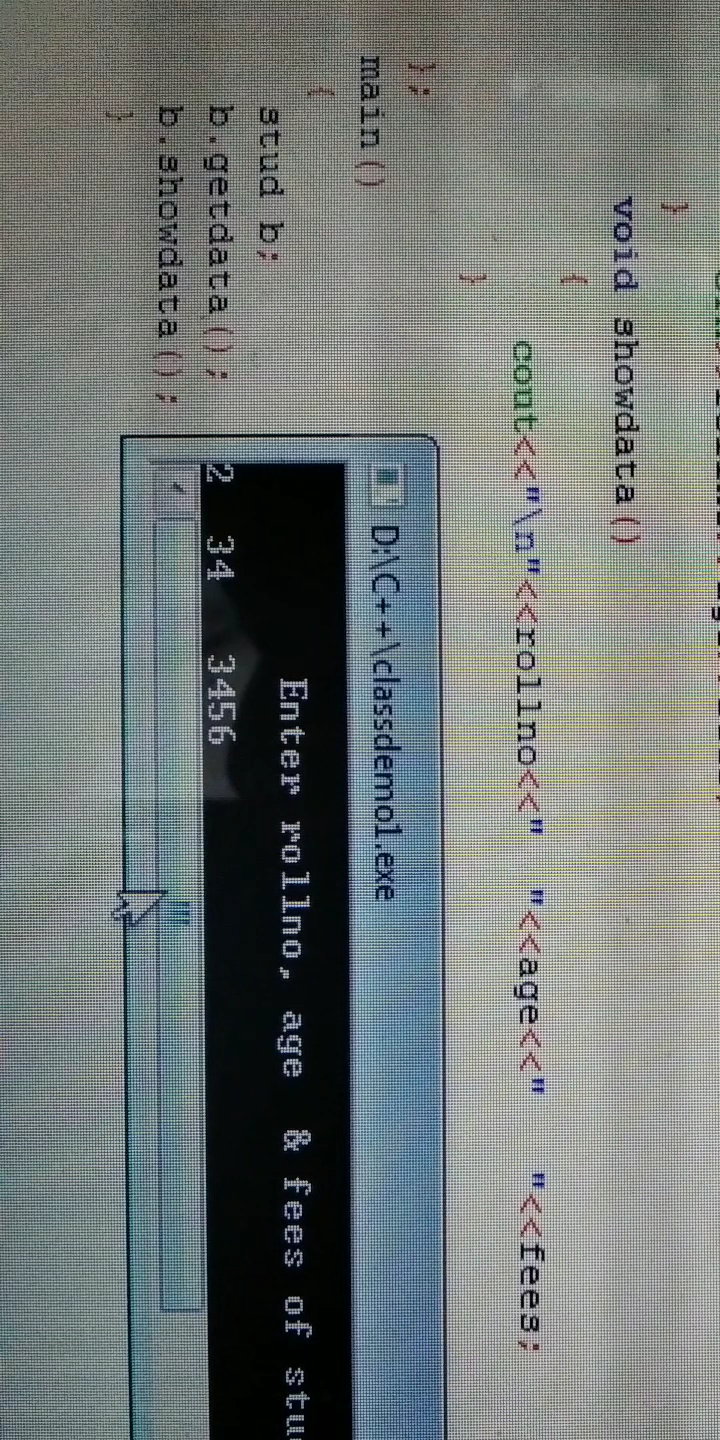 }
void showdata()
{
cout<<"\n"<<rollno<<"  "<<age<<"    "<<fees;
}
};
main()
{
stud b;
b.getdata();
b.showdata();
}
D:\C++\classdemo1.exe
Enter rollno, age  & fees of stu
2   34    3456